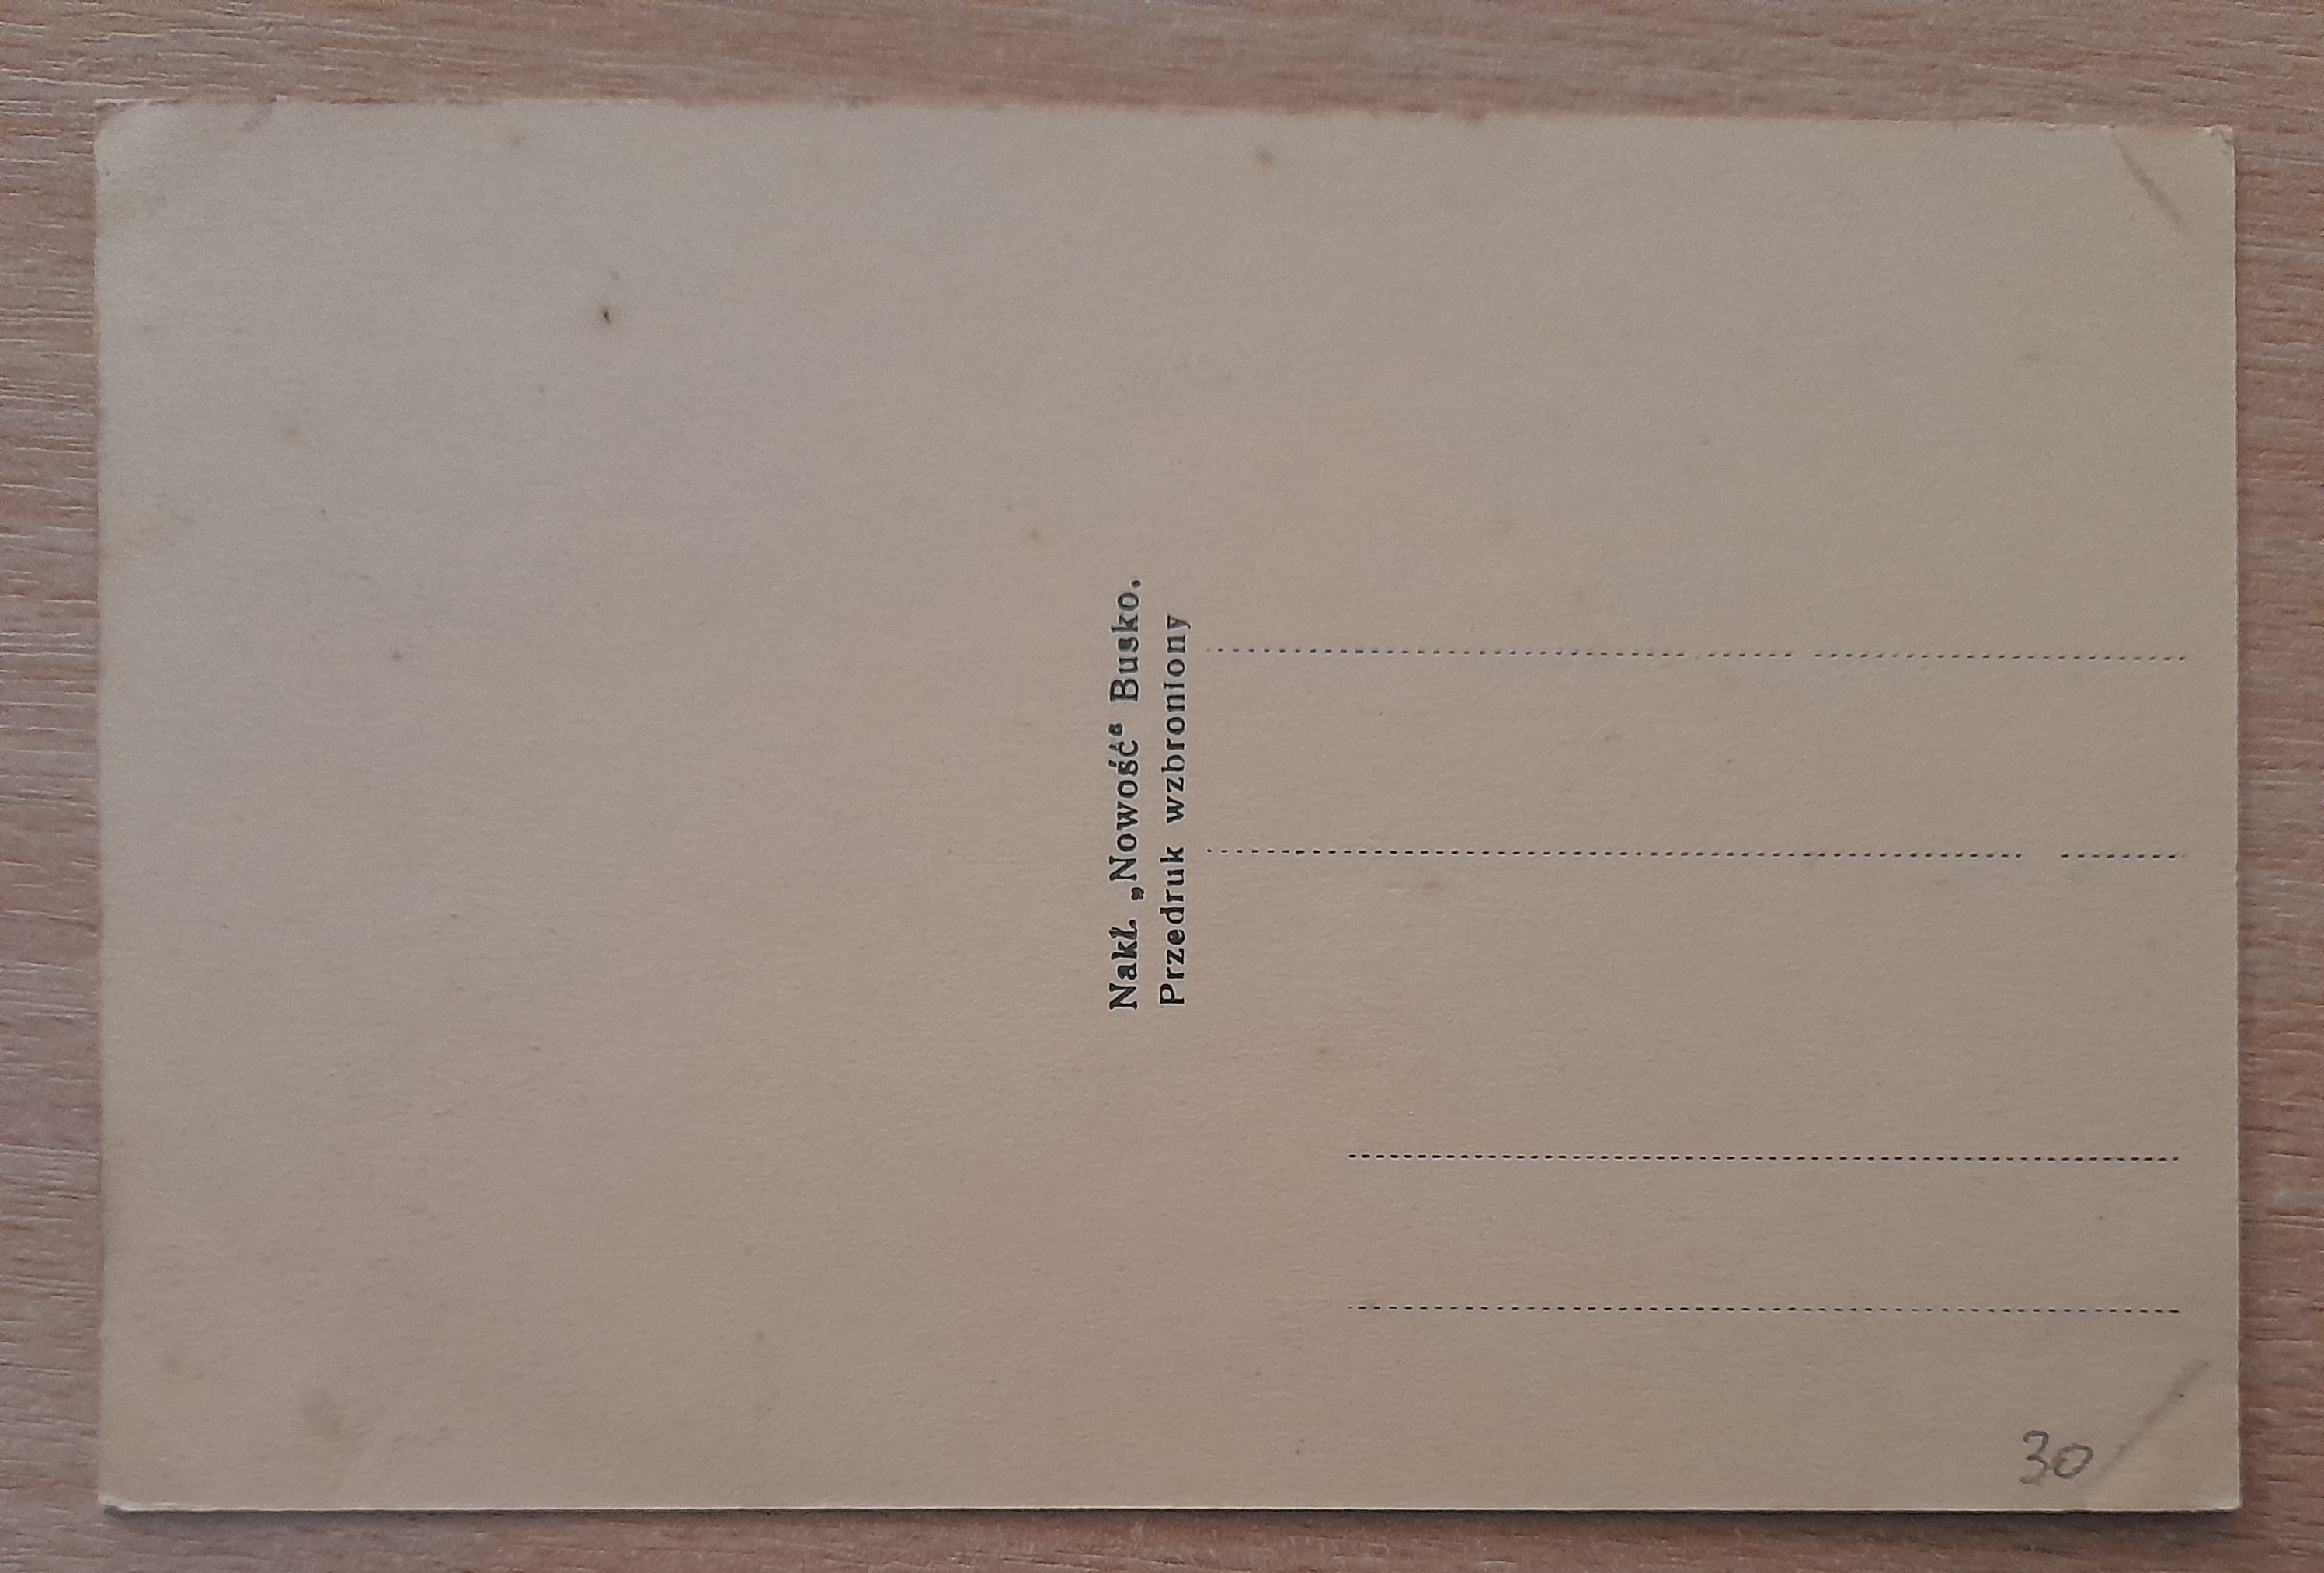 Nakł. „Nowość“ Busko.
Przedruk wzbroniony
30